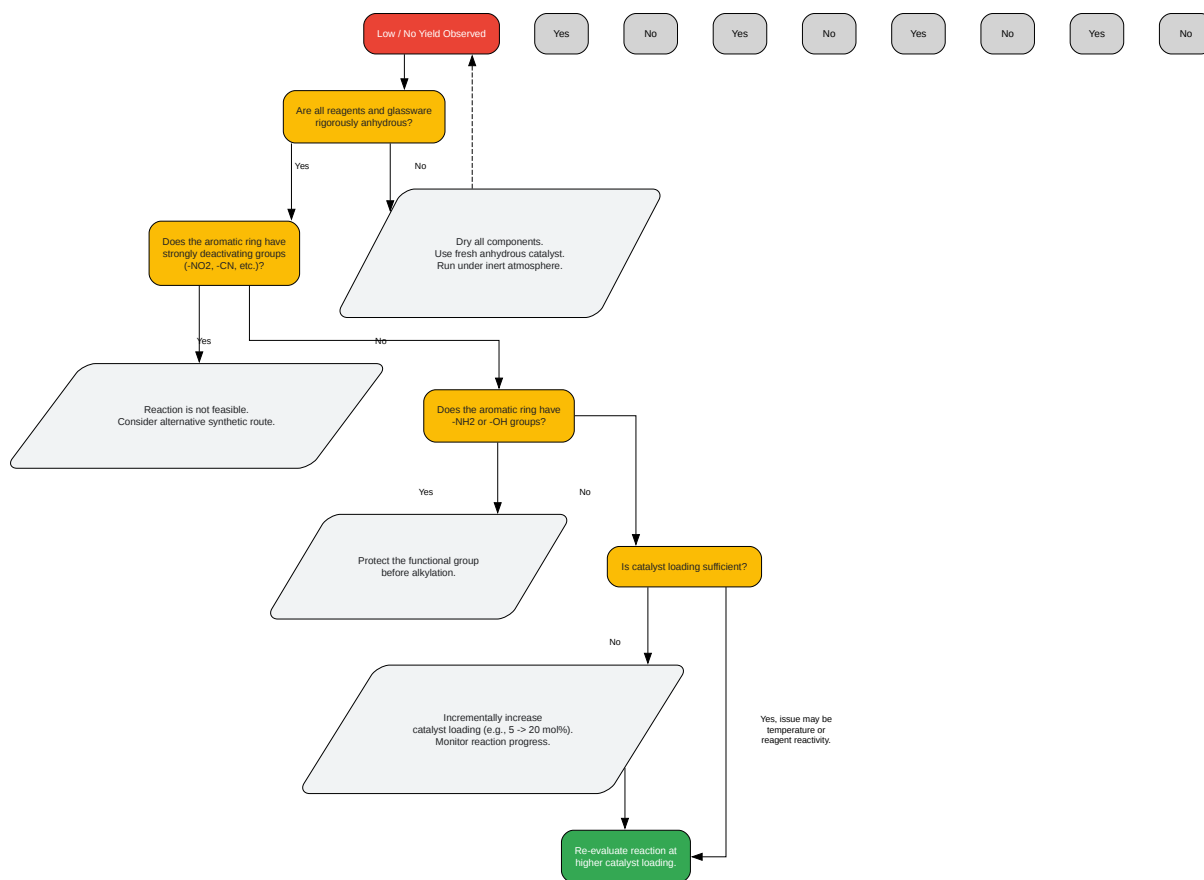 Low / No Yield Observed
Yes
No
Yes
No
Yes
No
Yes
No
Are all reagents and glassware
rigorously anhydrous?
Yes
No
Does the aromatic ring have
strongly deactivating groups
(-NO2, -CN, etc.)?
Dry all components.
Use fresh anhydrous catalyst.
Run under inert atmosphere.
Yes
No
Reaction is not feasible.
Consider alternative synthetic route.
Does the aromatic ring have
-NH2 or -OH groups?
Yes
No
Protect the functional group
before alkylation.
Is catalyst loading sufficient?
No
Incrementally increase
catalyst loading (e.g., 5 -> 20 mol%).
Monitor reaction progress.
Yes, issue may be
temperature or
reagent reactivity.
Re-evaluate reaction at
higher catalyst loading.